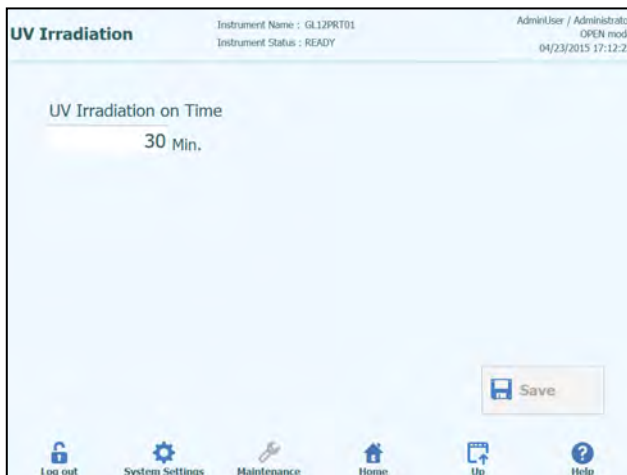 UV Irradiation
Instrument Name : GL12PRT01
Instrument Status : READY
AdminUser / Administrato
OPEN mod
04/23/2015 17:12:2
UV Irradiation on Time
30 Min.
Save
Log out
System Settings
Maintenance
Home
Up
Help